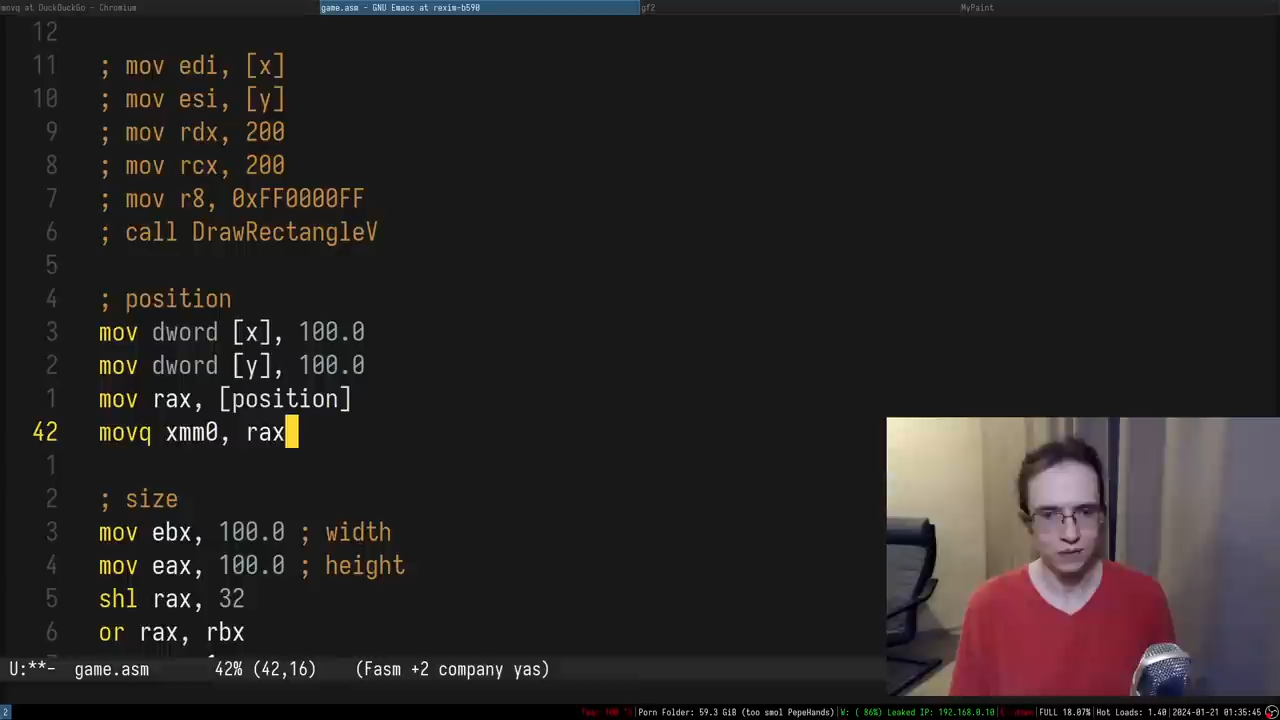 movq at DuckDuckGo - Chromium
game.asm - GNU Emacs at rexim-b590
gf2
MyPaint
12
11 ; mov edi, [x]
10 ; mov esi, [y]
9 ; mov rdx, 200
8 ; mov rcx, 200
7 ; mov r8, 0xFF0000FF
6 ; call DrawRectangleV
5
4 ; position
3 mov dword [x], 100.0
2 mov dword [y], 100.0
1 mov rax, [position]
42 movq xmm0, rax
1
2 ; size
3 mov ebx, 100.0 ; width
4 mov eax, 100.0 ; height
5 shl rax, 32
6 or rax, rbx
U:**- game.asm 42% (42,16) (Fasm +2 company yas)
2
Porn Folder: 59.3 GiB (too smol PepeHands) | W: ( 86%) Leaked IP: 192.168.0.10 | E: down | FULL 18.07% | Hot Loads: 1.40 | 2024-01-21 01:35:45